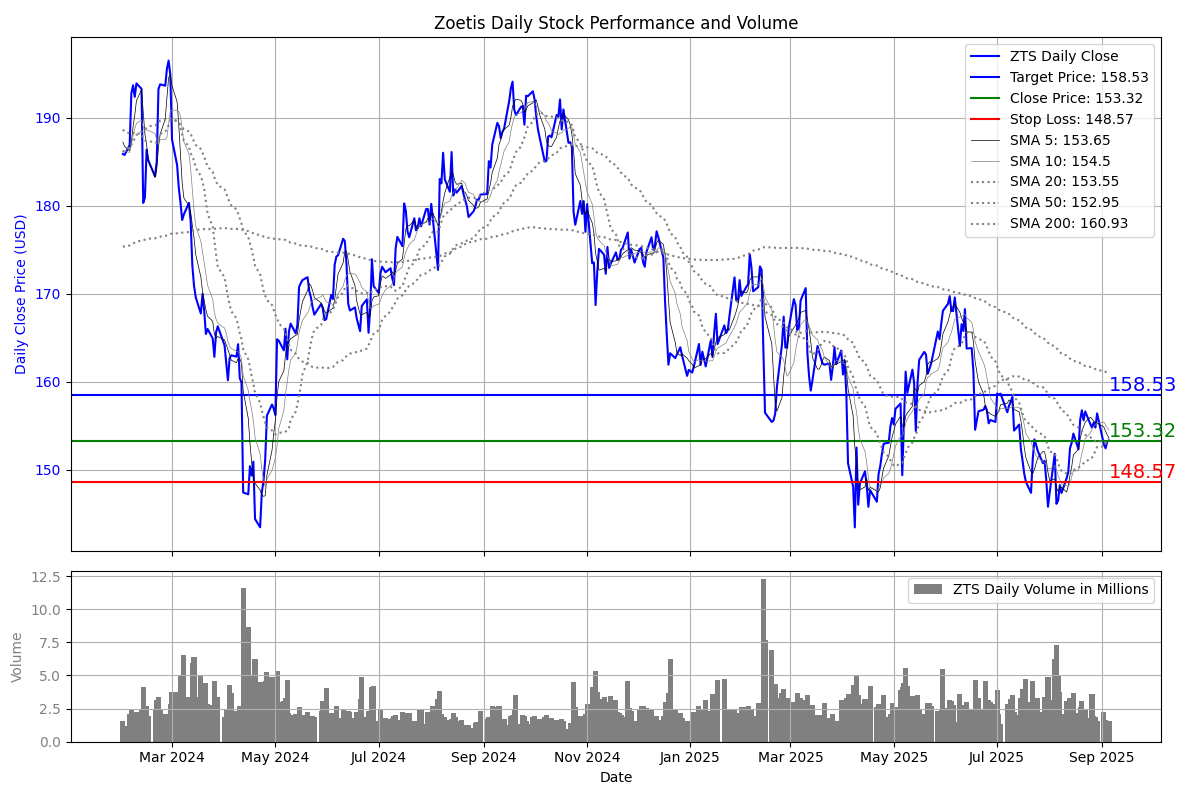 Zoetis Daily Stock Performance and Volume
Daily Close Price (USD)
190
180
170
160
150
ZTS Daily Close
Target Price: 158.53
Close Price: 153.32
Stop Loss: 148.57
SMA 5: 153.65
SMA 10: 154.5
SMA 20: 153.55
SMA 50: 152.95
SMA 200: 160.93
158.53
153.32
148.57
Volume
12.5
10.0
7.5
5.0
2.5
0.0
ZTS Daily Volume in Millions
Mar 2024 May 2024 Jul 2024 Sep 2024 Nov 2024 Jan 2025 Mar 2025 May 2025 Jul 2025 Sep 2025
Date